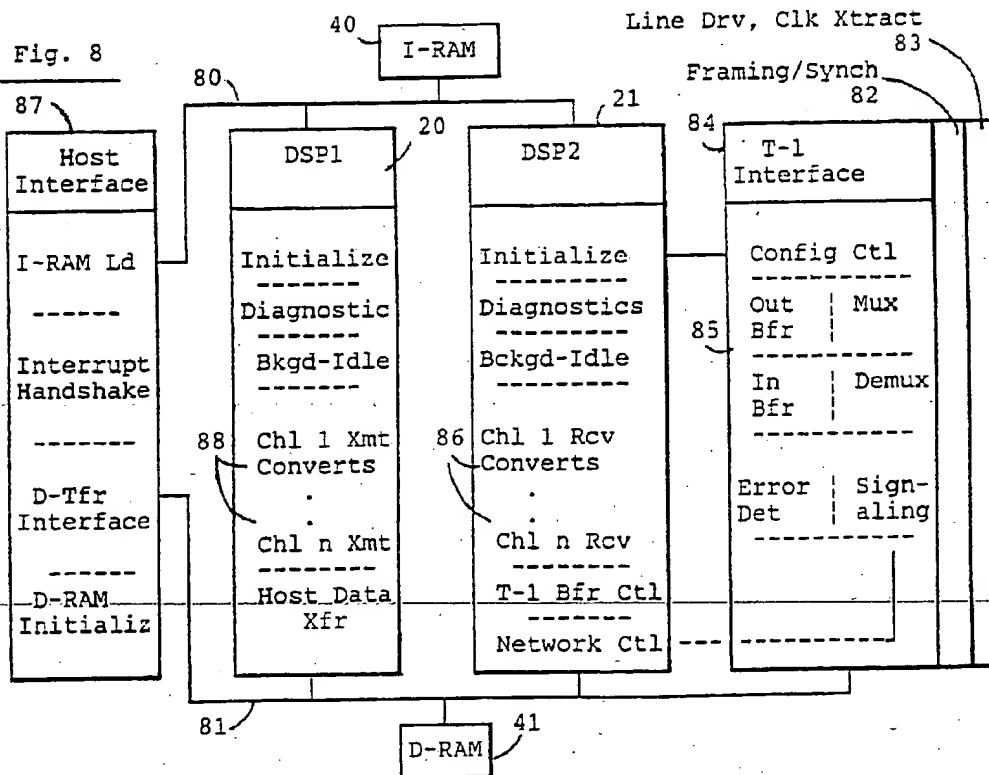 Fig. 8
40
I-RAM
Line Drv, Clk Xtract
83
Framing/Synch
82
80
87
Host
Interface
I-RAM Ld
------
Interrupt
Handshake
-------
D-Tfr
Interface
------
D-RAM
Initializ
20
DSP1
Initialize
--------
Diagnostic
-------
Bkgd-Idle
-------
88
Chl 1 Xmt
Converts
.
.
Chl n Xmt
--------
Host Data
Xfr
21
DSP2
Initialize
--------
Diagnostics
--------
Bckgd-Idle
---------
86
Chl 1 Rcv
Converts
.
.
Chl n Rcv
--------
T-1 Bfr Ctl
-------
Network Ctl
84
T-1
Interface
Config Ctl
85
Out | Mux
Bfr
In | Demux
Bfr
Error | Sign-
Det | aling
81
D-RAM
41